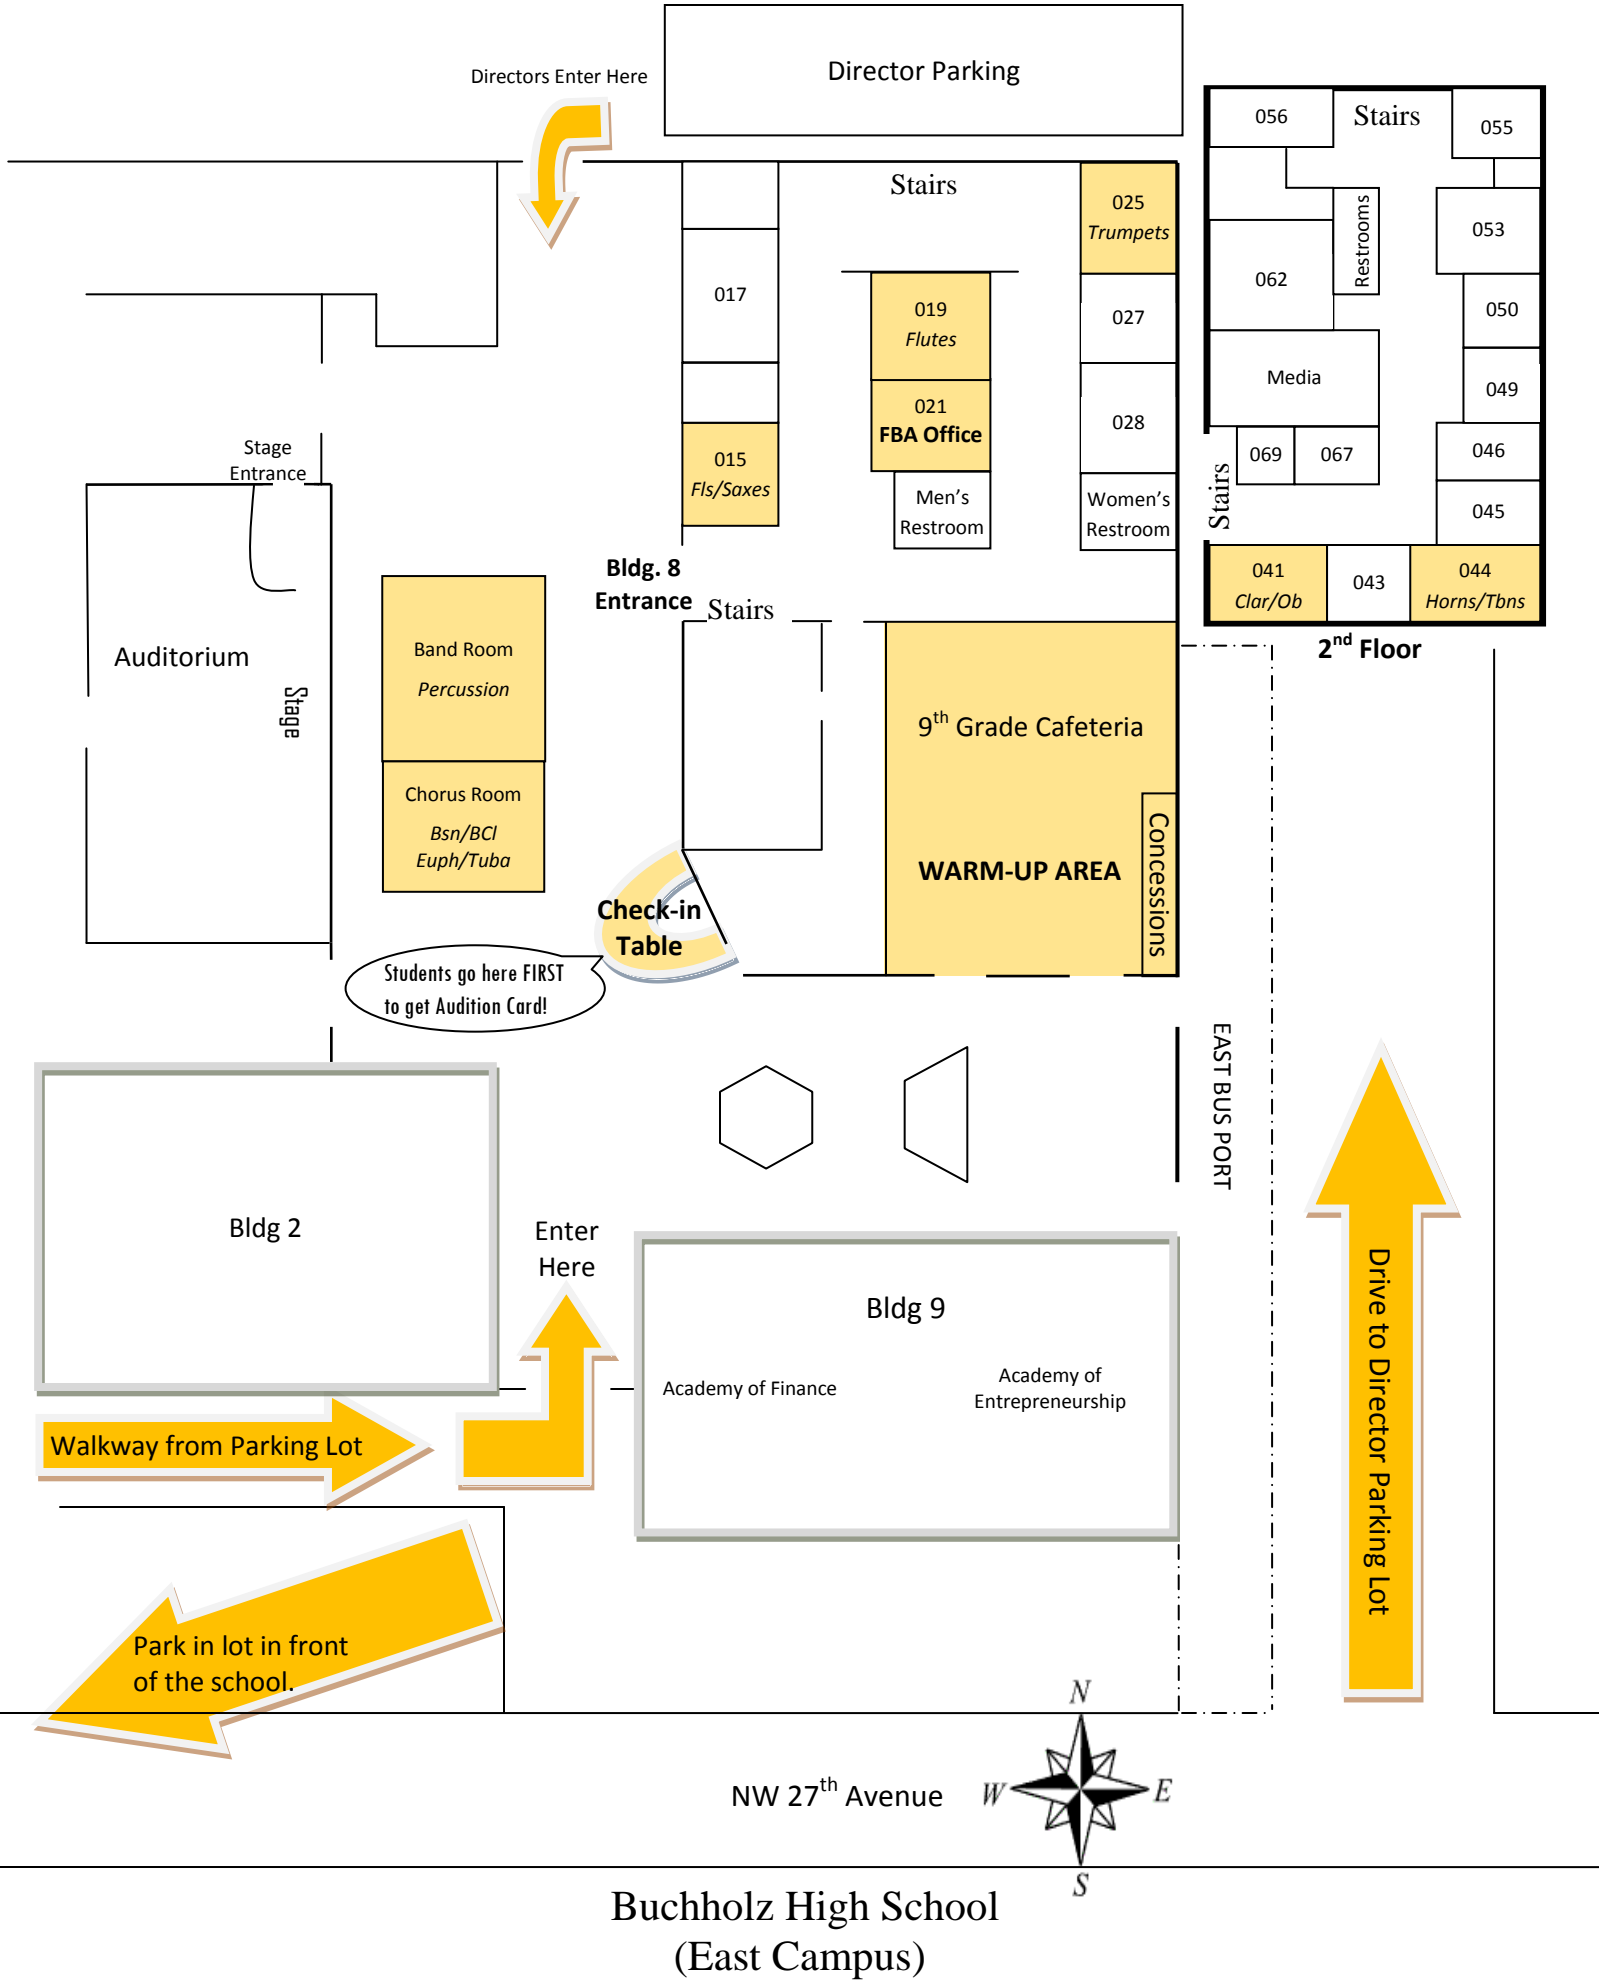 Directors Enter Here
Director Parking
056
Stairs
055
Stairs
025
Trumpets
Restrooms
053
017
019
Flutes
027
062
050
021
FBA Office
028
Media
049
Stage
Entrance
015
Fls/Saxes
Men's
Restroom
Women's
Restroom
Stairs
069
067
046
045
Bldg. 8
Entrance
Stairs
041
Clar/Ob
043
044
Horns/Tbns
2nd Floor
Auditorium
Stage
Band Room
Percussion
9th Grade Cafeteria
Chorus Room
Bsn/BCl
Euph/Tuba
WARM-UP AREA
Concessions
Check-in
Table
Students go here FIRST
to get Audition Card!
EAST BUS PORT
Bldg 2
Enter
Here
Bldg 9
Academy of Finance
Academy of
Entrepreneurship
Drive to Director Parking Lot
Walkway from Parking Lot
Park in lot in front
of the school.
N
NW 27th Avenue
W
E
S
Buchholz High School
(East Campus)